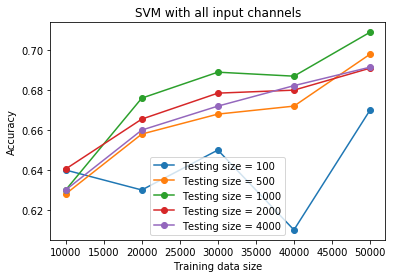 SVM with all input channels
Accuracy
0.70
0.68
0.66
0.64
0.62
Testing size = 100
Testing size = 500
Testing size = 1000
Testing size = 2000
Testing size = 4000
10000 15000 20000 25000 30000 35000 40000 45000 50000
Training data size